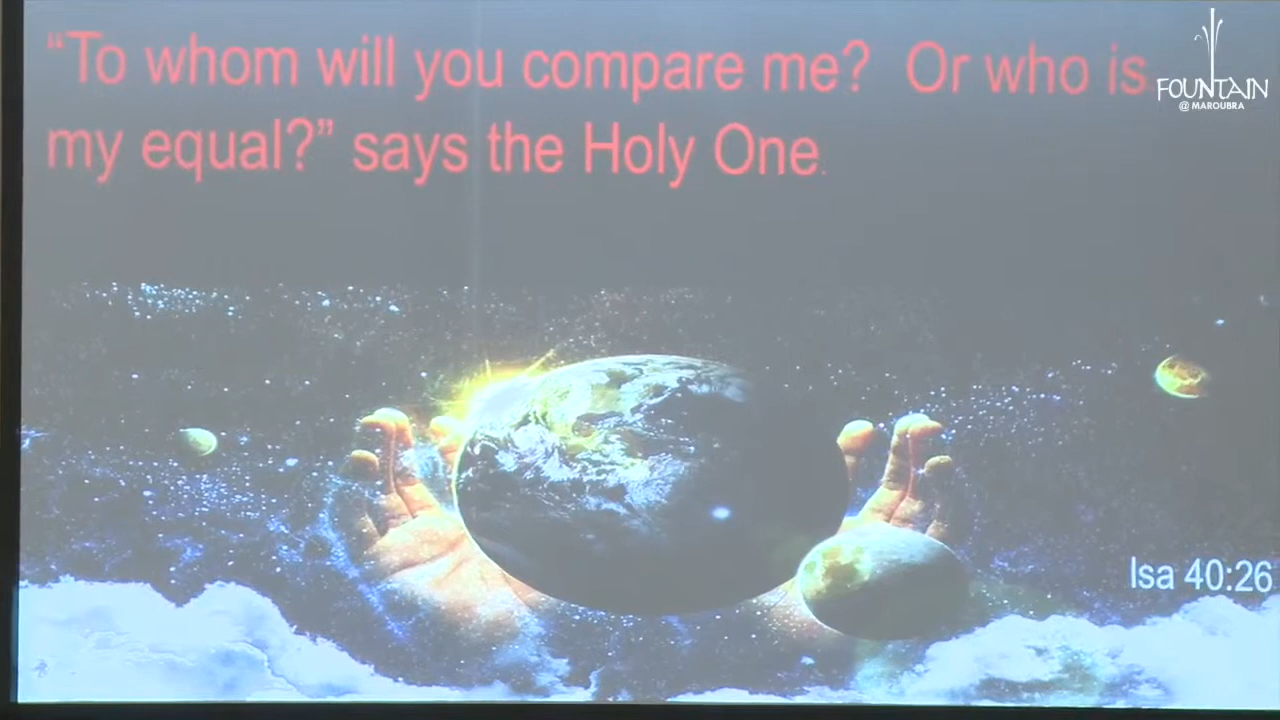 “To whom will you compare me?  Or who is
my equal?” says the Holy One.
FOUNTAIN
@ MAROUBRA
Isa 40:26